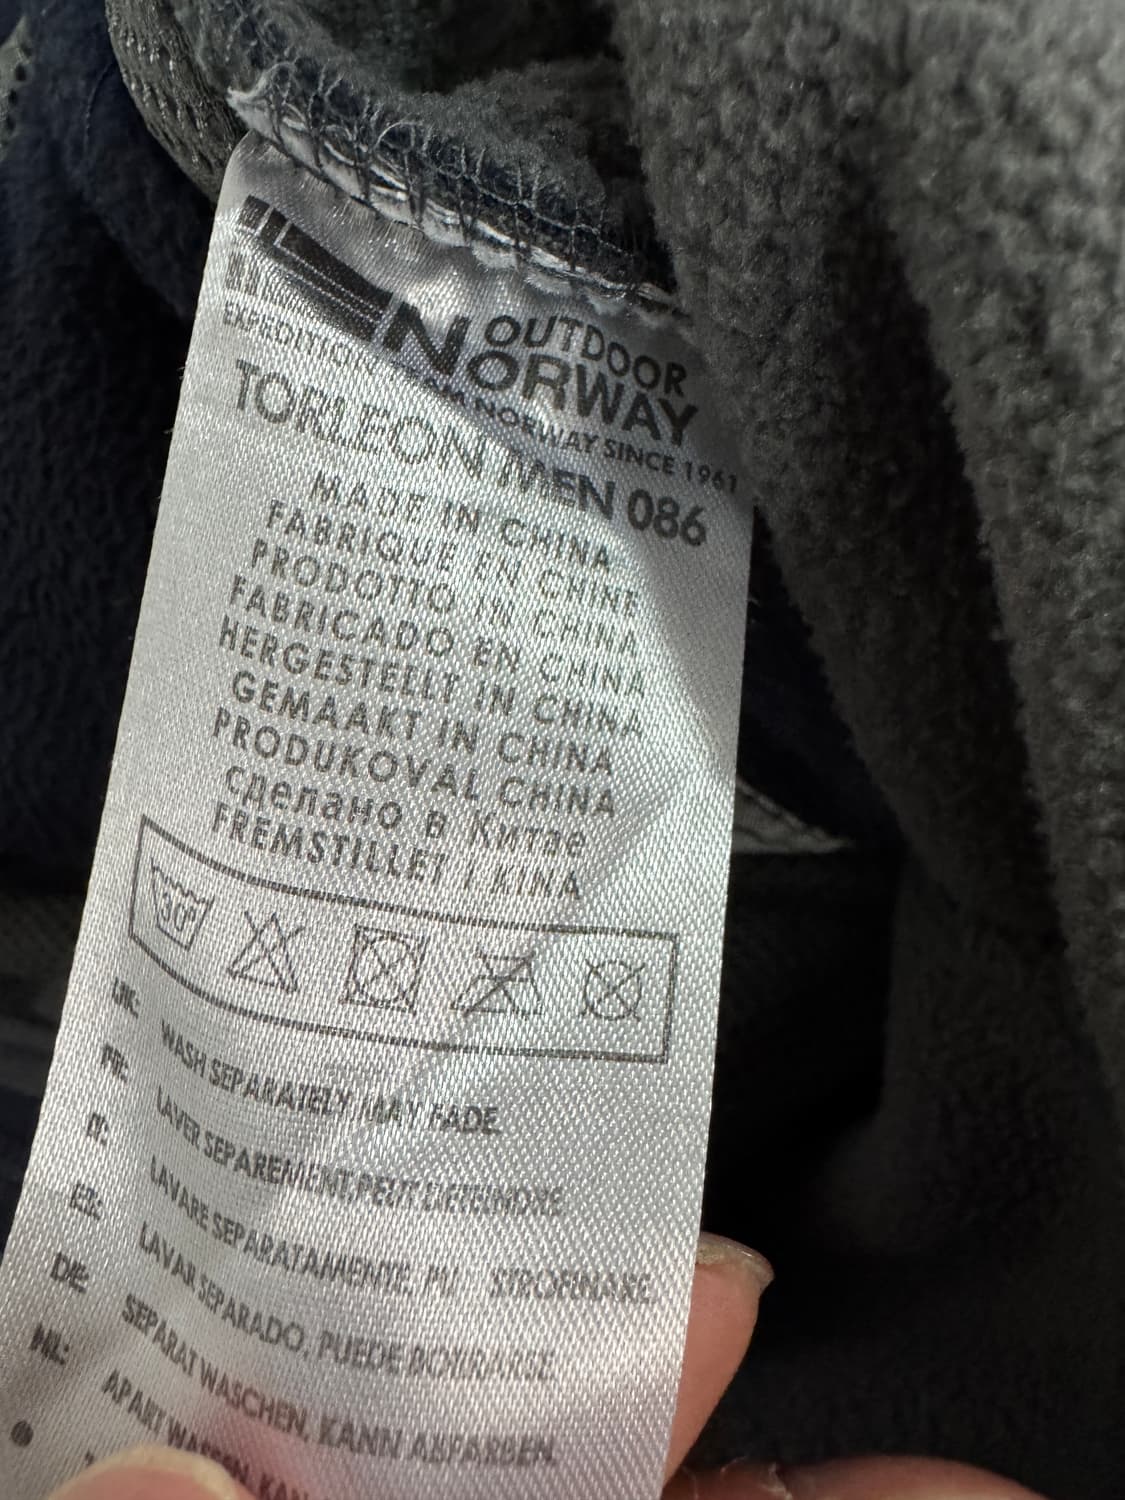 OUTDOOR
NORWAY
EXPEDITION NORWAY SINCE 1961
TORLEON MEN 086
MADE IN CHINA
FABRIQUE EN CHINE
PRODOTTO IN CHINA
FABRICADO EN CHINA
HERGESTELLT IN CHINA
GEMAAKT IN CHINA
PRODUKOVAL CHINA
сделано в Китае
FREMSTILLET I KINA
30°
UK: WASH SEPARATELY MAY FADE
FR: LAVER SEPAREMENT, PEUT
IT: LAVARE SEPARATAMENTE,
ES: LAVAR SEPARADO, PUEDE
DE: SEPARAT WASCHEN, KANN
NL: APART